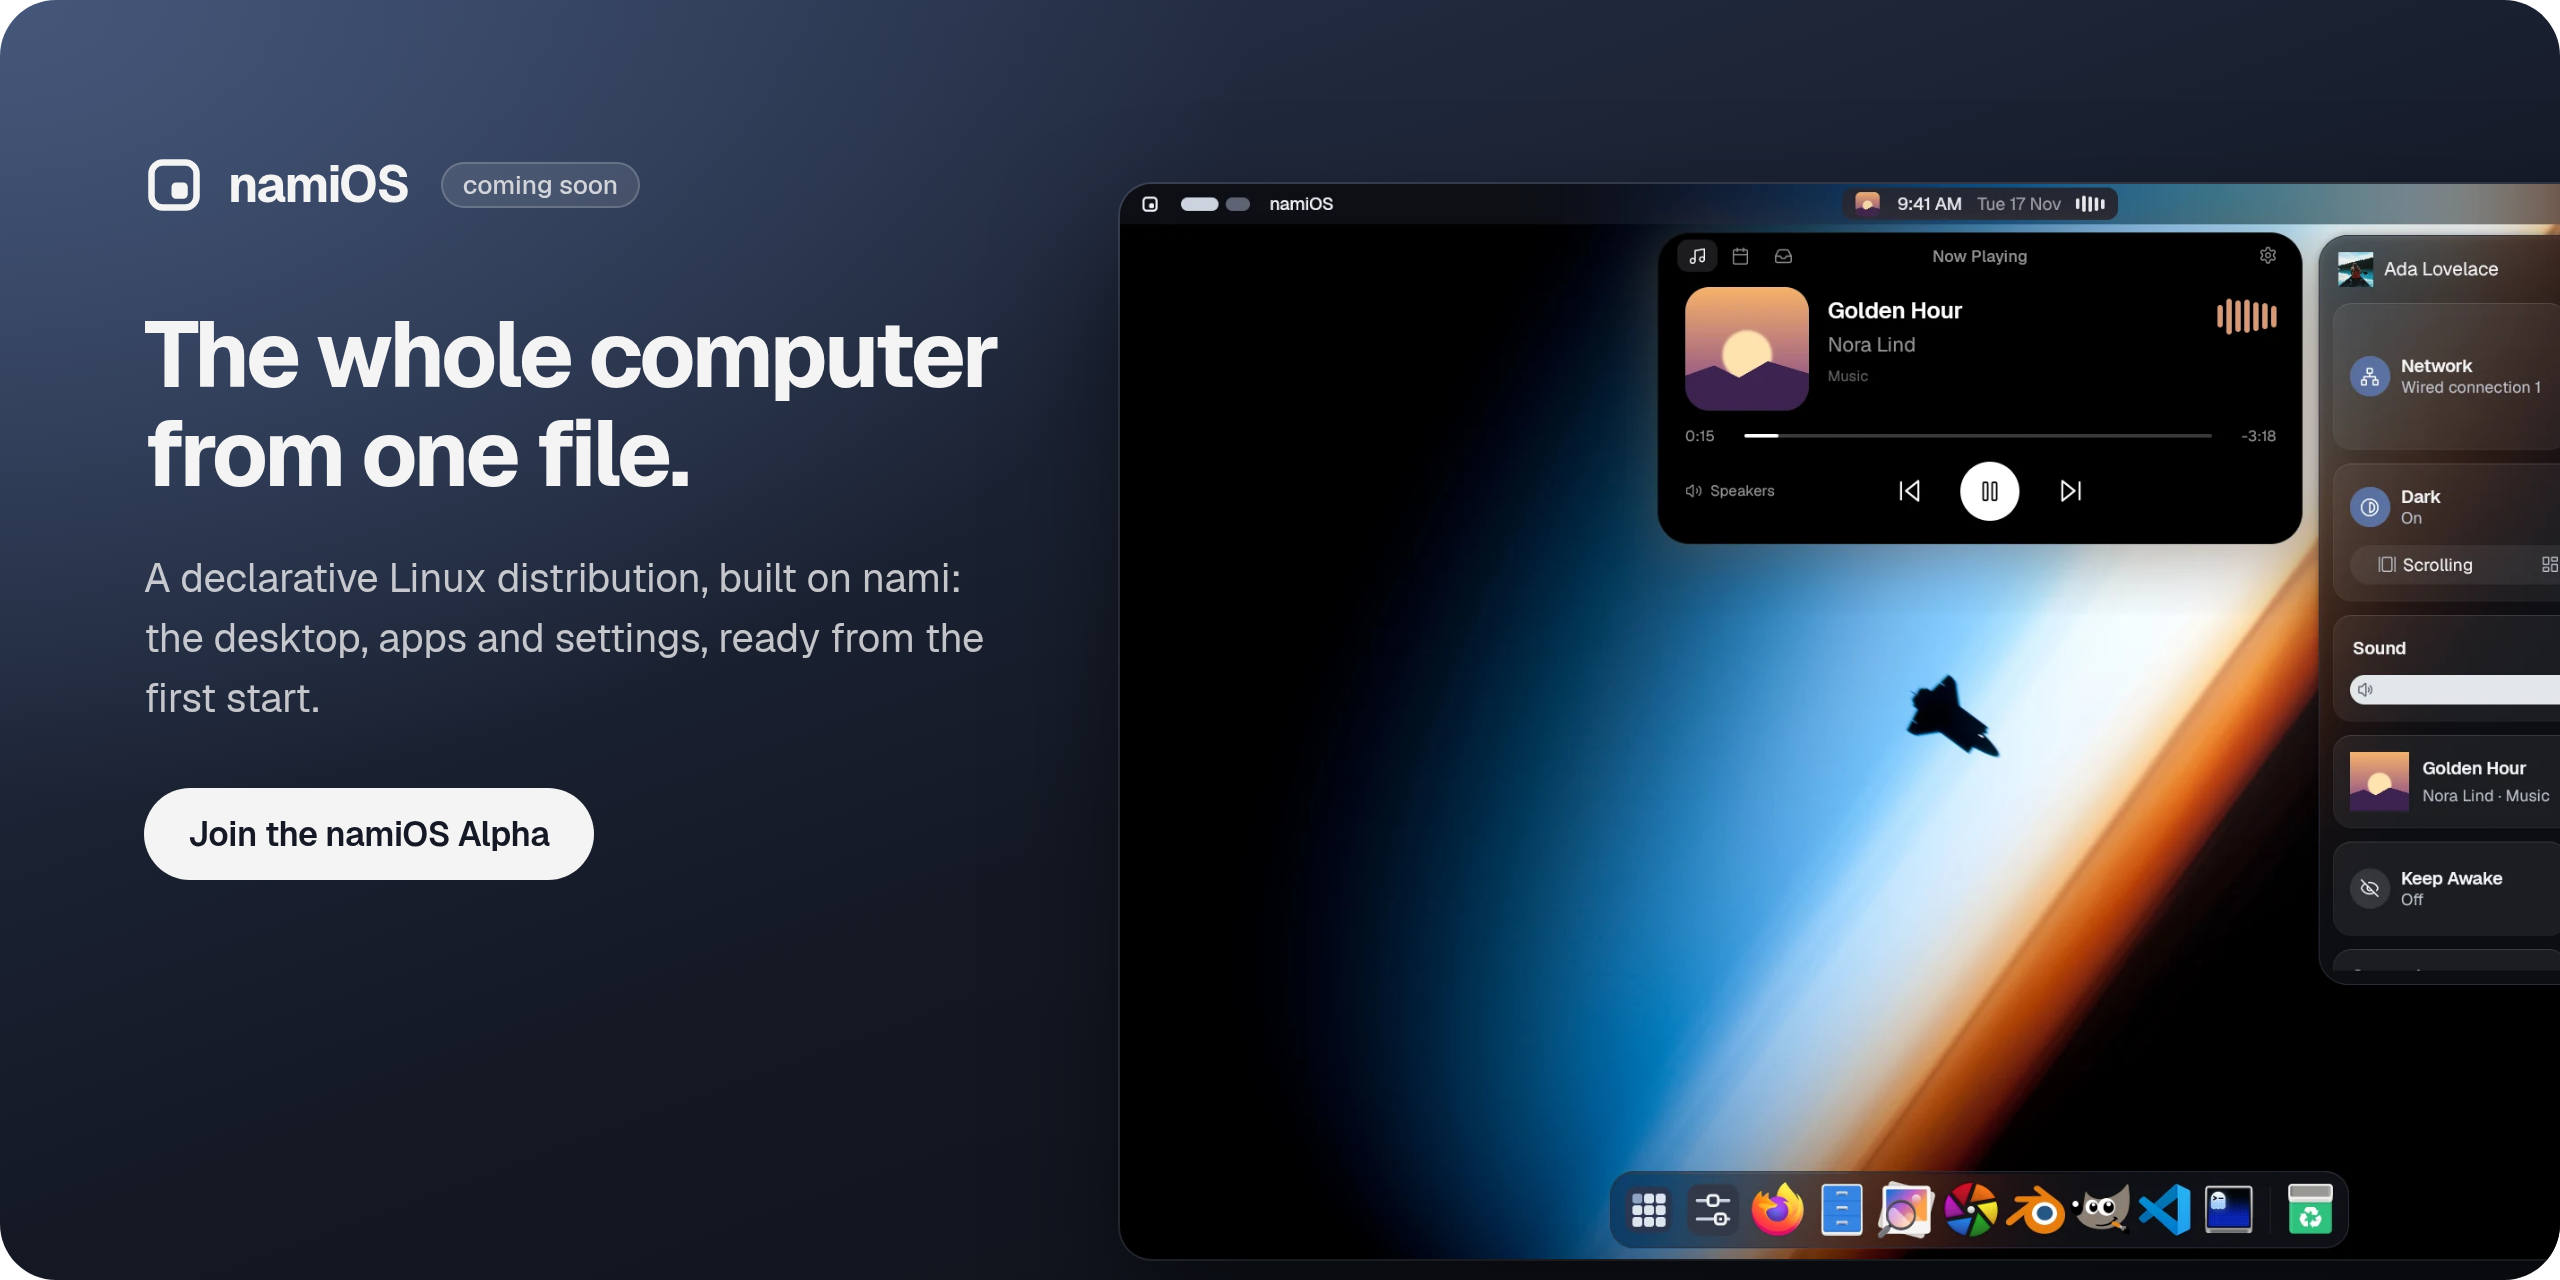 namiOS
coming soon
The whole computer
from one file.
A declarative Linux distribution, built on nami:
the desktop, apps and settings, ready from the
first start.
Join the namiOS Alpha
namiOS
9:41 AM Tue 17 Nov
Now Playing
Golden Hour
Nora Lind
Music
0:15
-3:18
Speakers
Ada Lovelace
Network
Wired connection 1
Dark
On
Scrolling
Sound
Golden Hour
Nora Lind · Music
Keep Awake
Off